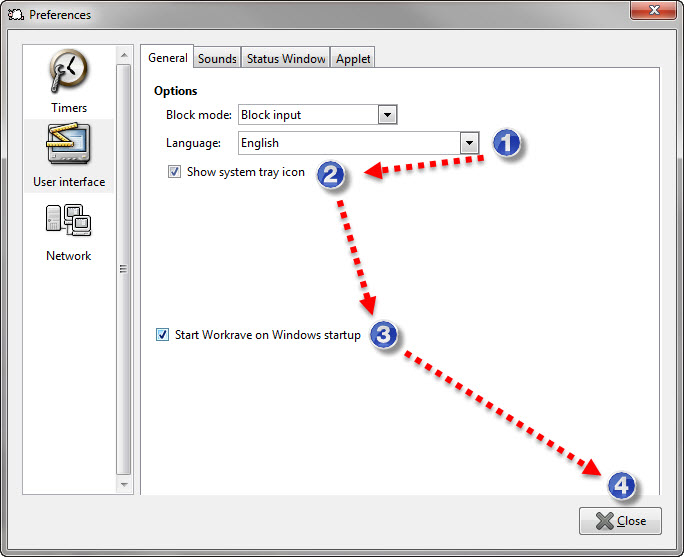 Preferences
Timers
User interface
Network
General Sounds Status Window Applet
Options
Block mode: Block input
Language: English 1
Show system tray icon 2
Start Workrave on Windows startup 3
4
Close